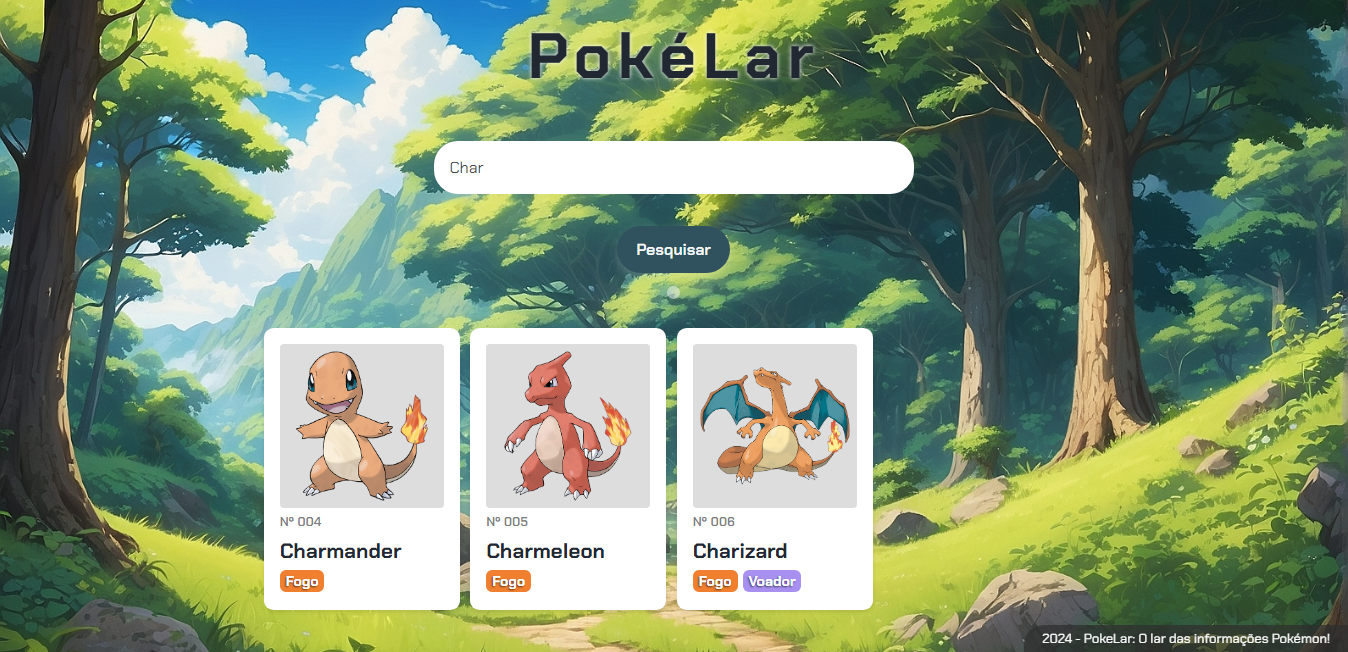 PokéLar
Char
Pesquisar
Nº 004
Charmander
Fogo
Nº 005
Charmeleon
Fogo
Nº 006
Charizard
Fogo Voador
2024 - PokeLar: O lar das informações Pokémon!